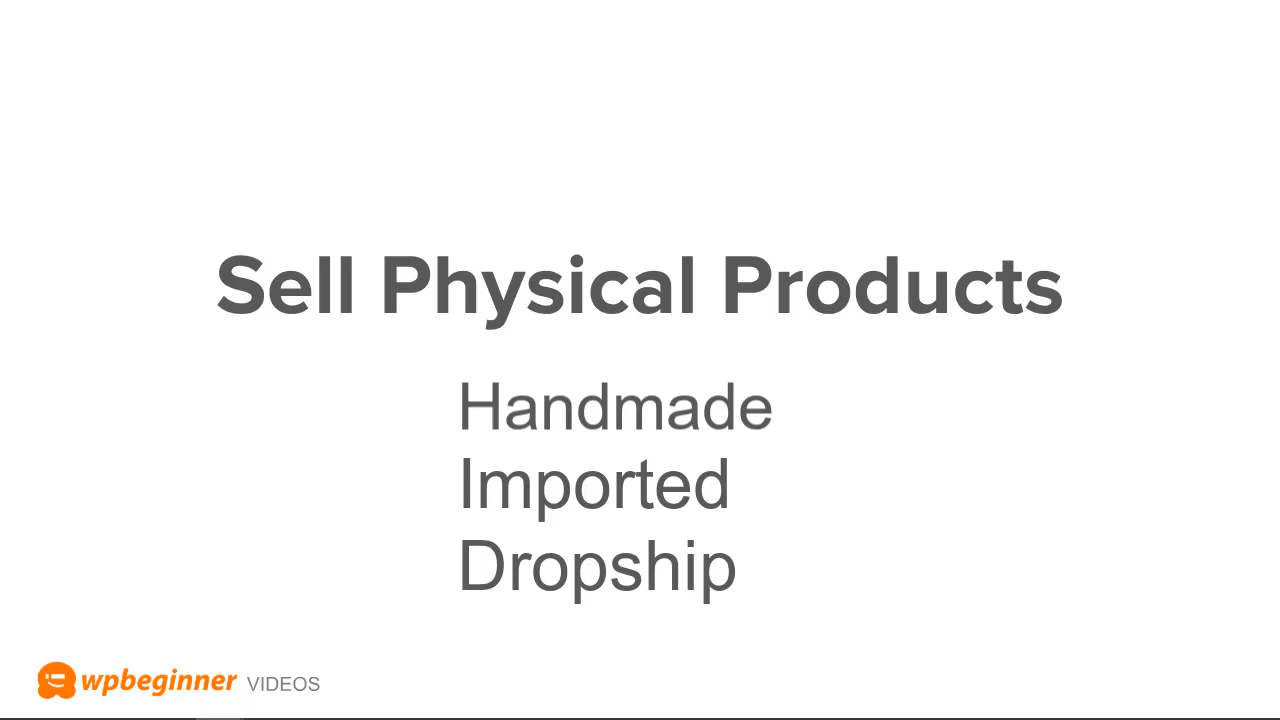 Sell Physical Products
Handmade
Imported
Dropship
wpbeginner VIDEOS